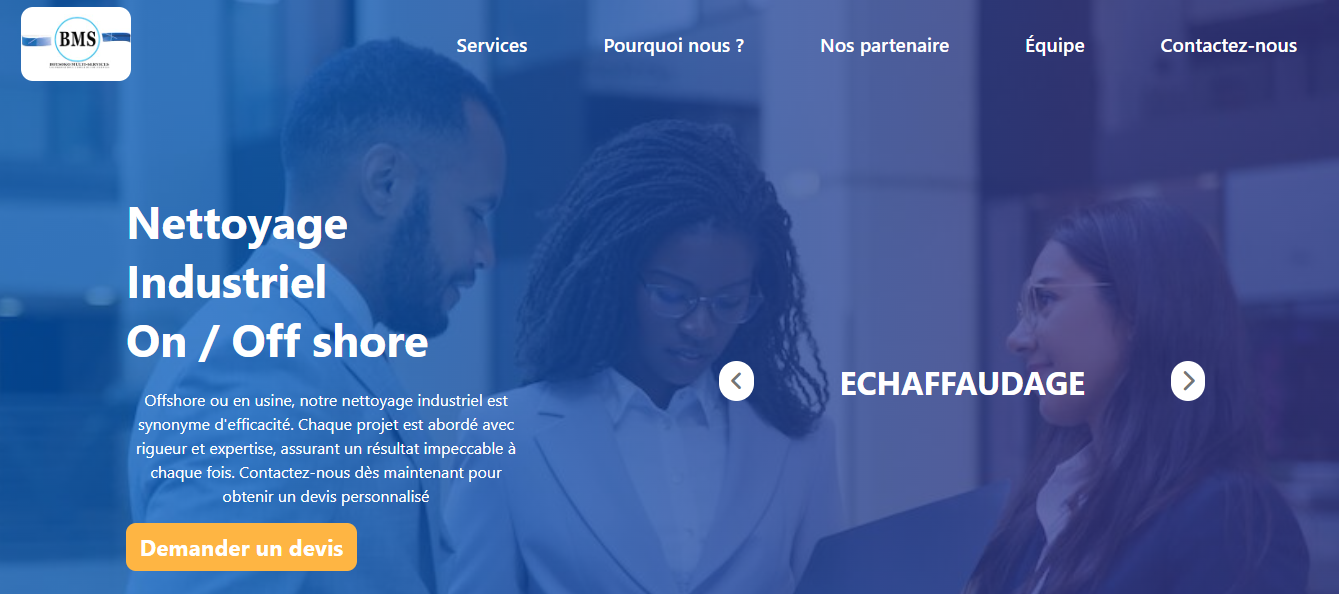 BMS
Services
Pourquoi nous ?
Nos partenaire
Équipe
Contactez-nous
Nettoyage
Industriel
On / Off shore
Offshore ou en usine, notre nettoyage industriel est
synonyme d'efficacité. Chaque projet est abordé avec
rigueur et expertise, assurant un résultat impeccable à
chaque fois. Contactez-nous dès maintenant pour
obtenir un devis personnalisé
Demander un devis
ECHAFFAUDAGE